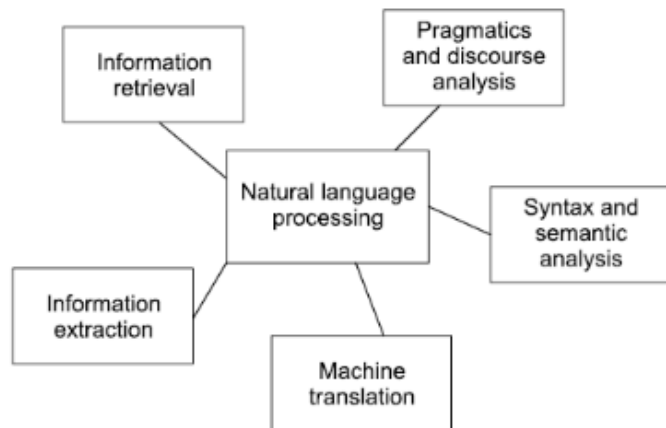 Information
retrieval
Pragmatics
and discourse
analysis
Natural language
processing
Syntax and
semantic
analysis
Information
extraction
Machine
translation